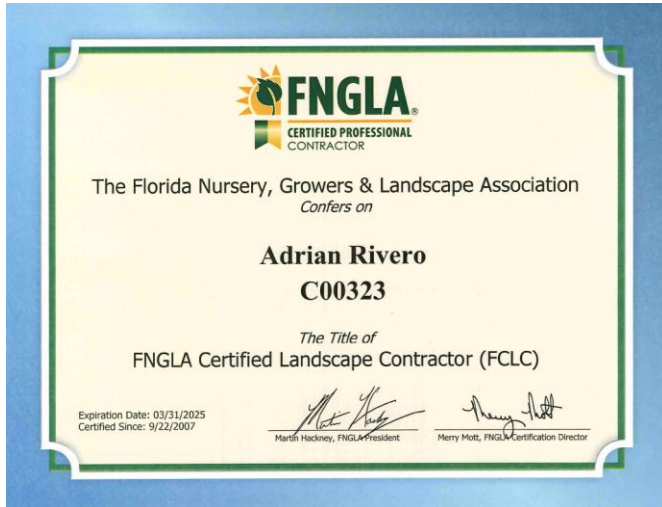 FNGLA®
CERTIFIED PROFESSIONAL
CONTRACTOR
The Florida Nursery, Growers & Landscape Association
Confers on
Adrian Rivero
C00323
The Title of
FNGLA Certified Landscape Contractor (FCLC)
Expiration Date: 03/31/2025
Certified Since: 9/22/2007
Martin Hackney, FNGLA President
Merry Mott, FNGLA Certification Director